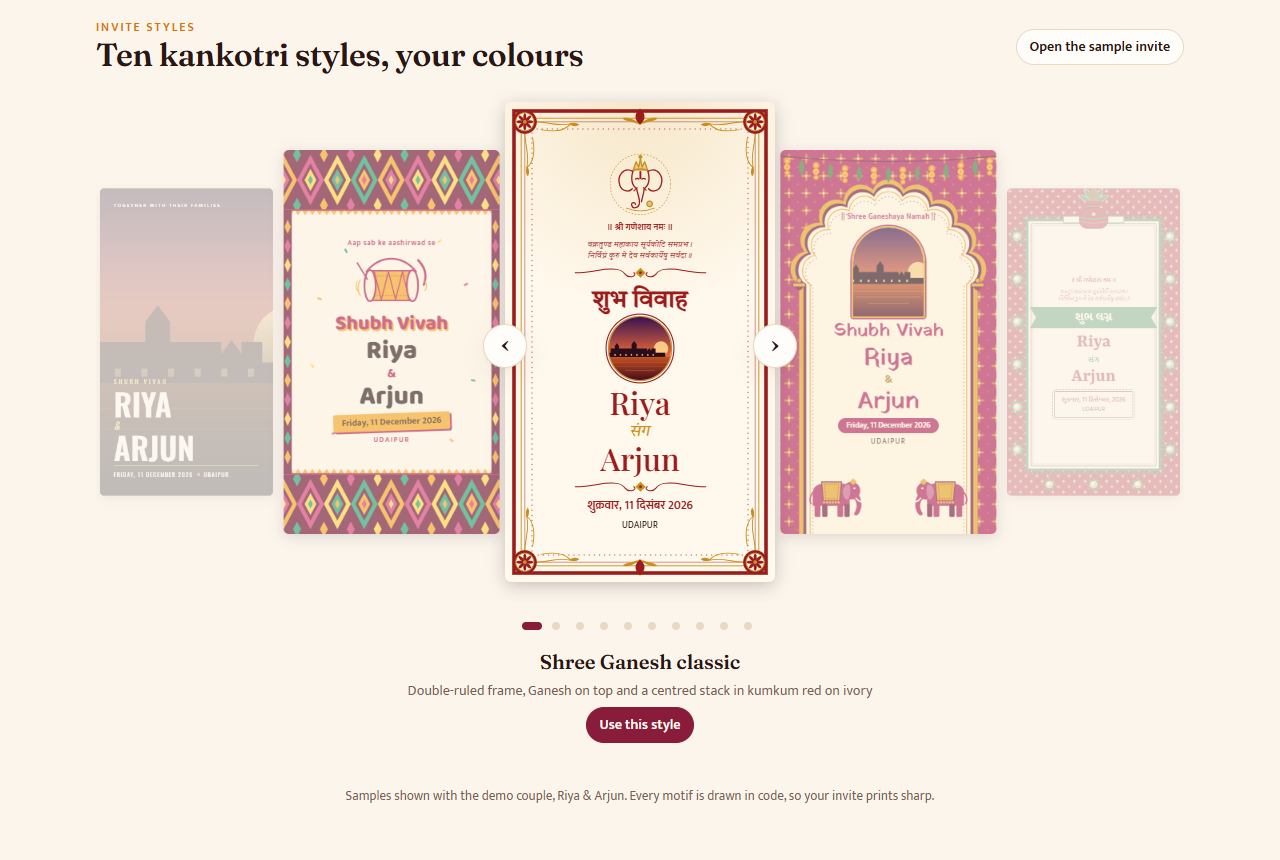 INVITE STYLES
Ten kankotri styles, your colours
Open the sample invite
TOGETHER WITH THEIR FAMILIES
SHUBH VIVAH
RIYA
&
ARJUN
FRIDAY, 11 DECEMBER 2026 • UDAIPUR
Aap sab ke aashirwad se
Shubh Vivah
Riya
&
Arjun
Friday, 11 December 2026
UDAIPUR
॥ श्री गणेशाय नमः ॥
वक्रतुण्ड महाकाय सूर्यकोटि समप्रभ ।
निर्विघ्नं कुरु मे देव सर्वकार्येषु सर्वदा ॥
शुभ विवाह
Riya
संग
Arjun
शुक्रवार, 11 दिसंबर 2026
UDAIPUR
|| Shree Ganeshaya Namah ||
Shubh Vivah
Riya
&
Arjun
Friday, 11 December 2026
UDAIPUR
શુભ લગ્ન
Riya
સંગ
Arjun
શુક્રવાર, 11 ડિસેમ્બર, 2026
UDAIPUR
Shree Ganesh classic
Double-ruled frame, Ganesh on top and a centred stack in kumkum red on ivory
Use this style
Samples shown with the demo couple, Riya & Arjun. Every motif is drawn in code, so your invite prints sharp.